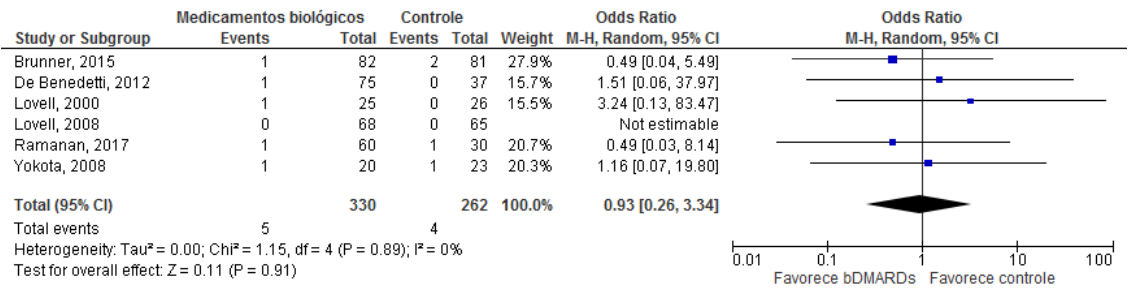 Medicamentos biológicos Controle Odds Ratio Odds Ratio
Study or Subgroup Events Total Events Total Weight M-H, Random, 95% CI M-H, Random, 95% CI
Brunner, 2015 1 82 2 81 27.9% 0.49 [0.04, 5.49]
De Benedetti, 2012 1 75 0 37 15.7% 1.51 [0.06, 37.97]
Lovell, 2000 1 25 0 26 15.5% 3.24 [0.13, 83.47]
Lovell, 2008 0 68 0 65 Not estimable
Ramanan, 2017 1 60 1 30 20.7% 0.49 [0.03, 8.14]
Yokota, 2008 1 20 1 23 20.3% 1.16 [0.07, 19.80]
Total (95% CI) 330 262 100.0% 0.93 [0.26, 3.34]
Total events 5 4
Heterogeneity: Tau² = 0.00; Chi² = 1.15, df = 4 (P = 0.89); I² = 0%
Test for overall effect: Z = 0.11 (P = 0.91)
0.01 0.1 1 10 100
Favorece bDMARDs Favorece controle